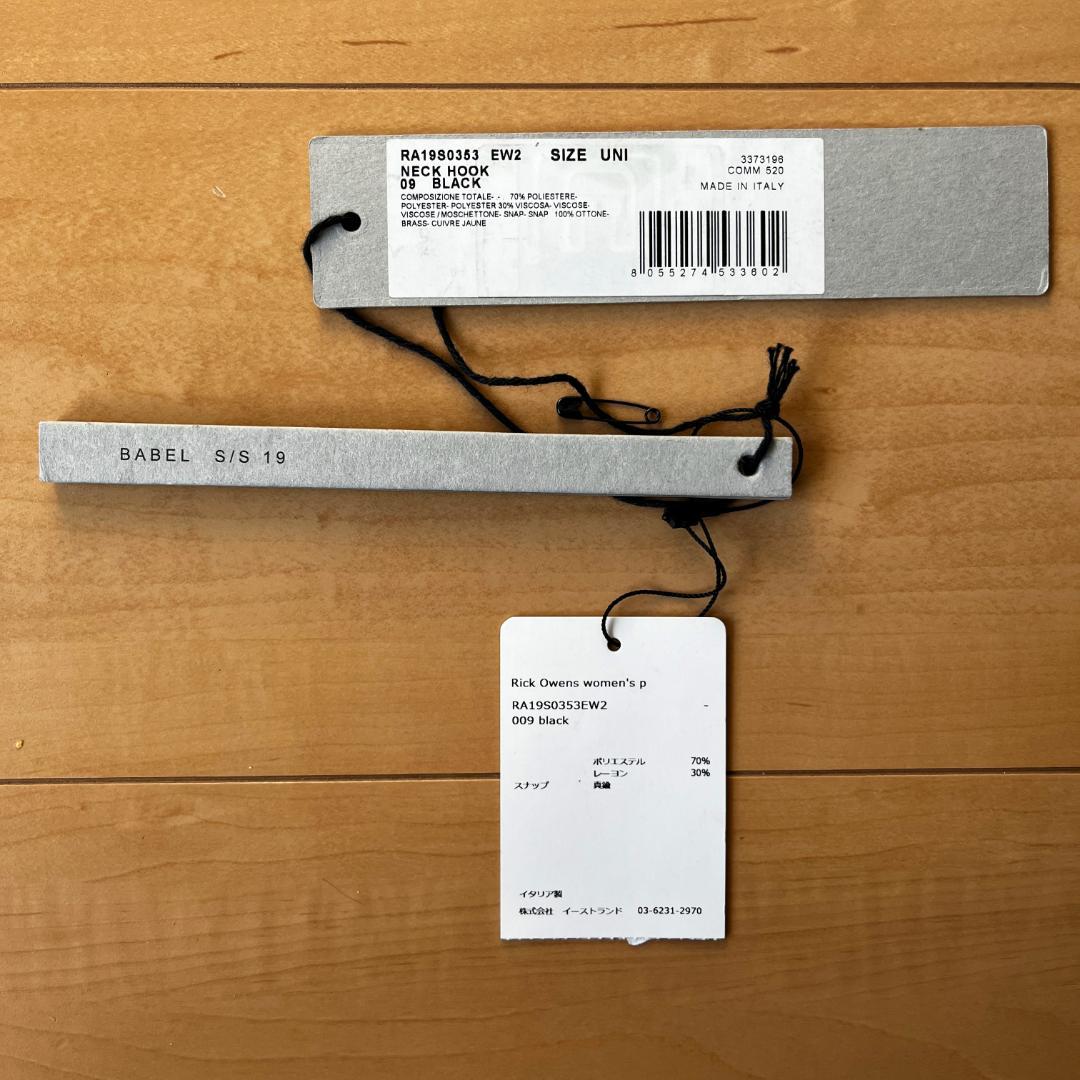 RA19S0353 EW2 SIZE UNI
NECK HOOK
09 BLACK
COMPOSIZIONE TOTALE- - 70% POLIESTERE-
POLYESTER- POLYESTER 30% VISCOSA- VISCOSE-
VISCOSE / MOSCHETTONE- SNAP- SNAP 100% OTTONE-
BRASS- CUIVRE JAUNE
3373196
COMM 520
MADE IN ITALY
8 055274 533602
BABEL S/S 19
Rick Owens women's p
RA19S0353EW2 -
009 black
ポリエステル 70%
レーヨン 30%
スナップ 真鍮
イタリア製
株式会社 イーストランド 03-6231-2970